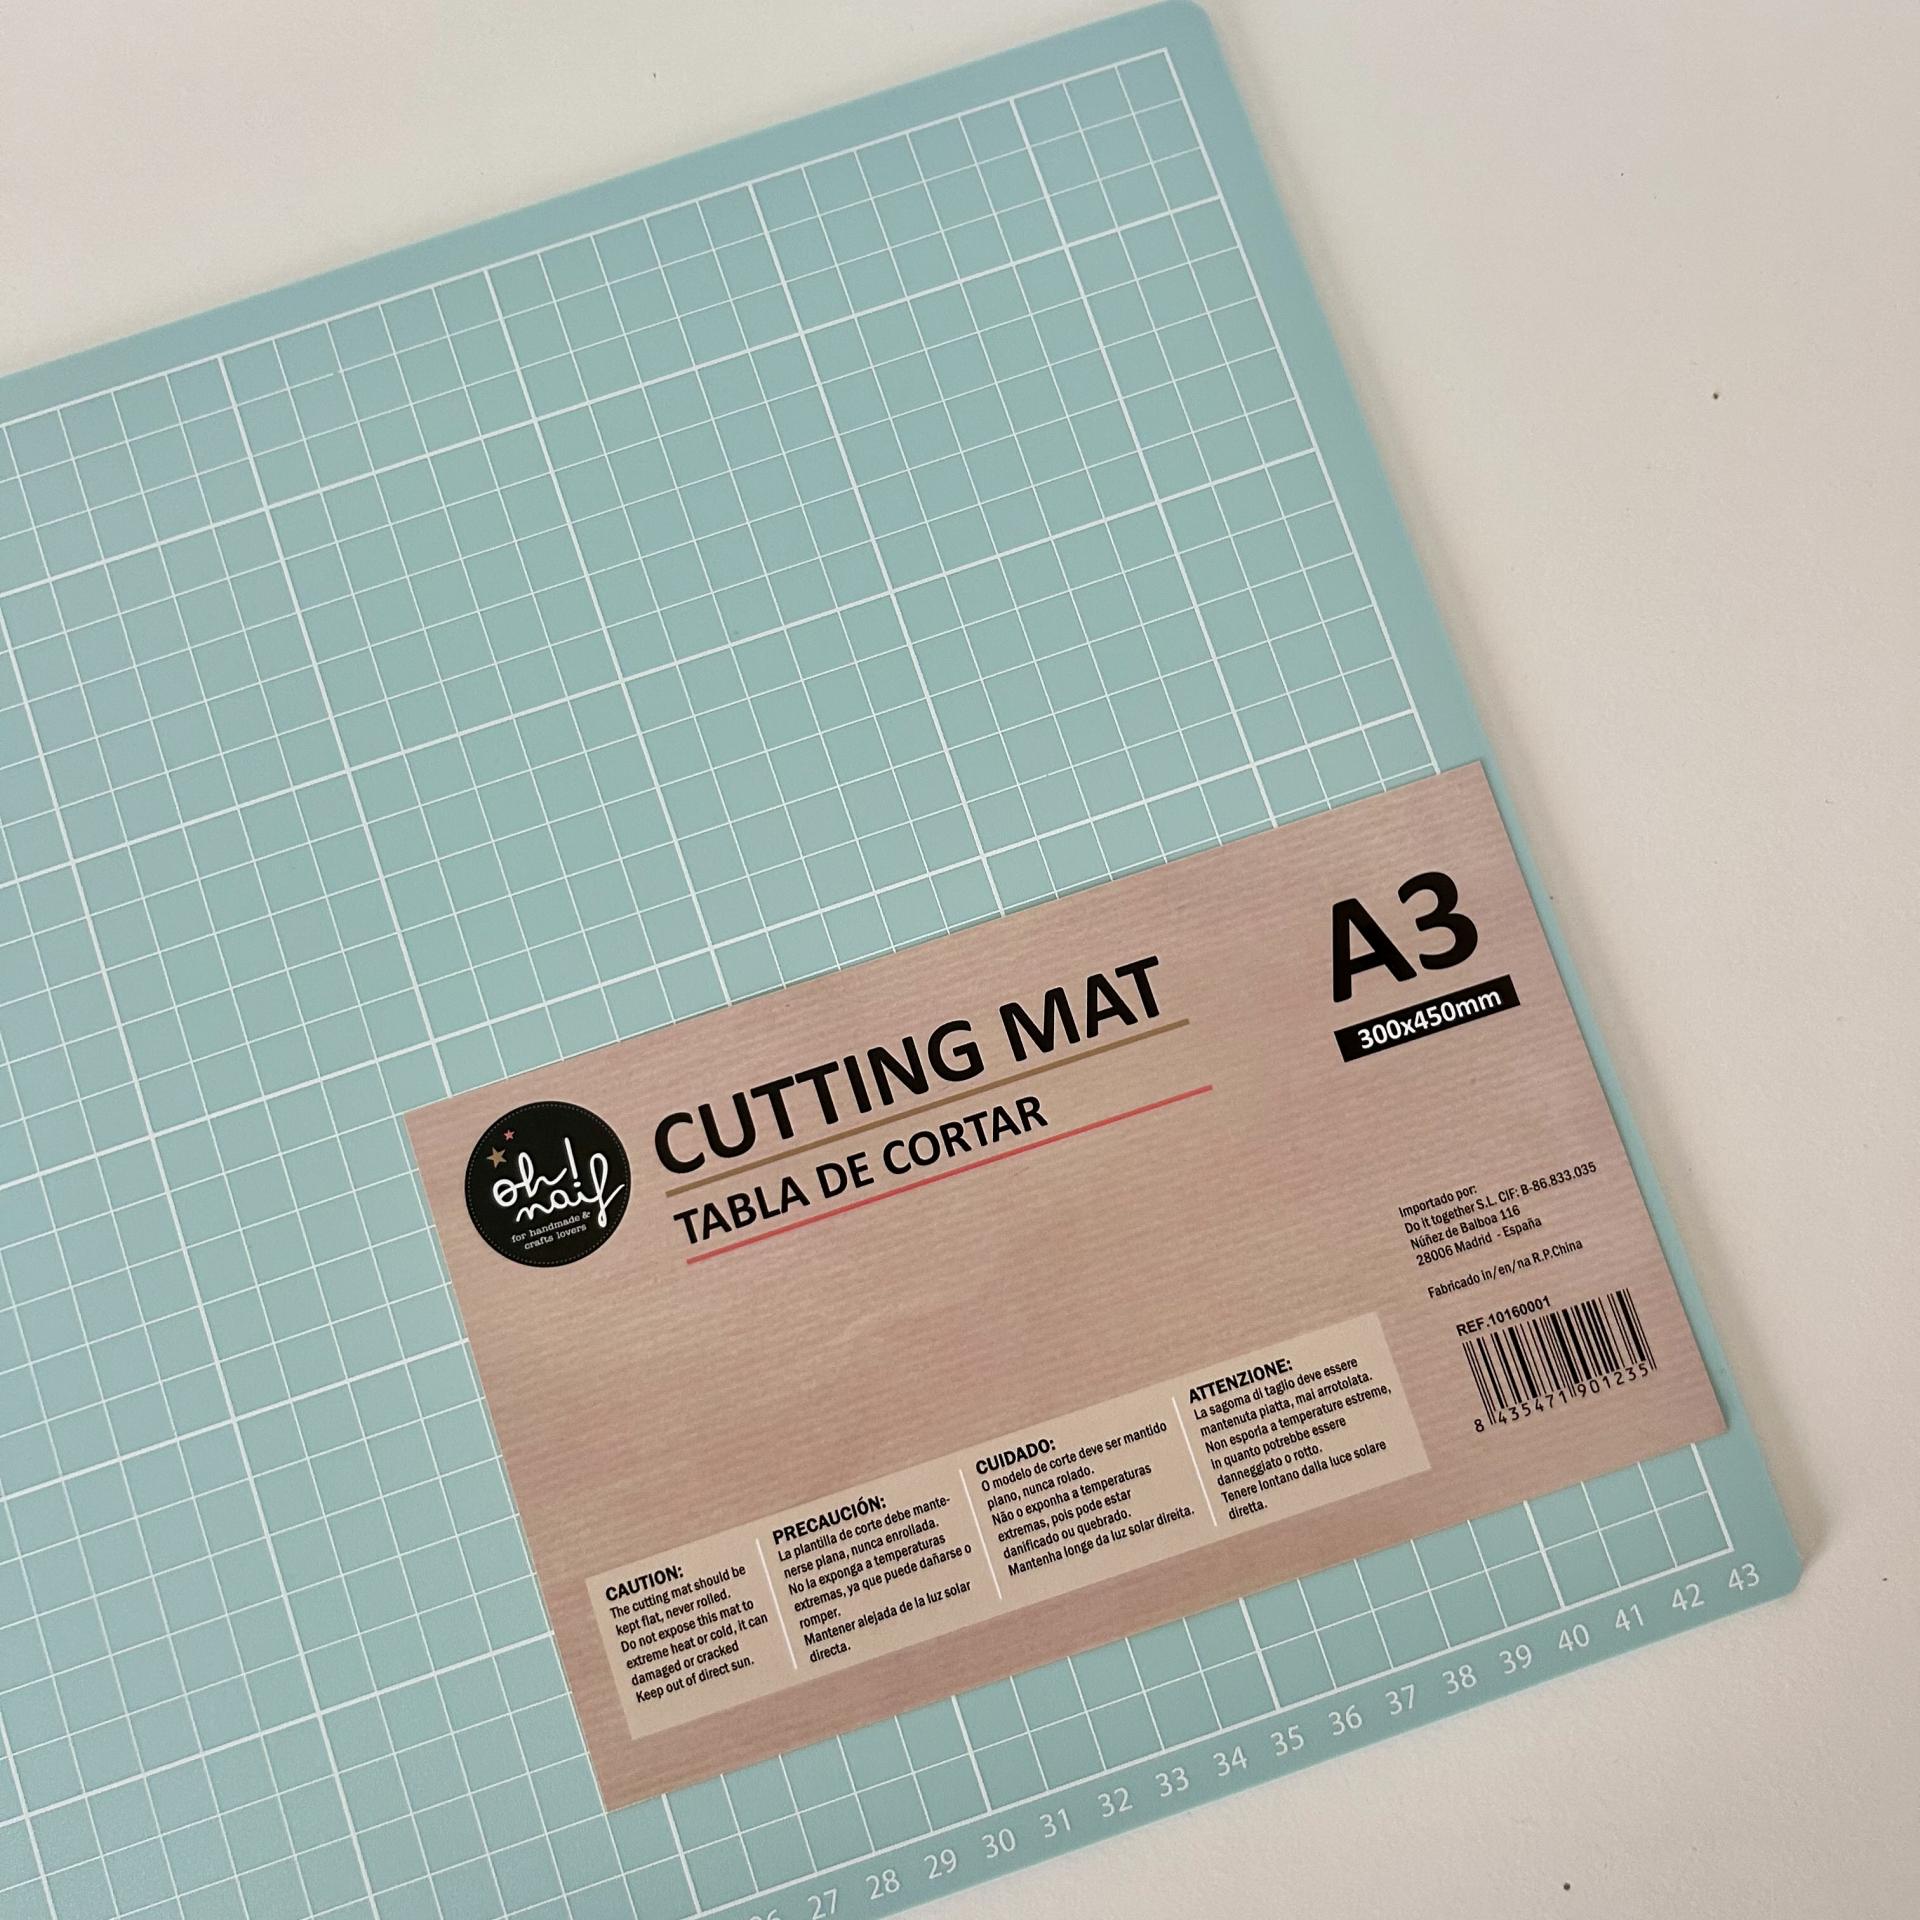 A3
300x450mm
CUTTING MAT
TABLA DE CORTAR
oh!
naif
for handmade &
crafts lovers
Importado por:
Do it together S.L. CIF: B-86.833.035
Núñez de Balboa 116
28006 Madrid - España
Fabricado in/en/na R.P.China
REF.10160001
8 435471 901235
CAUTION:
The cutting mat should be
kept flat, never rolled.
Do not expose this mat to
extreme heat or cold, it can
damaged or cracked
Keep out of direct sun.
PRECAUCIÓN:
La plantilla de corte debe mante-
nerse plana, nunca enrollada.
No la exponga a temperaturas
extremas, ya que puede dañarse o
romper.
Mantener alejada de la luz solar
directa.
CUIDADO:
O modelo de corte deve ser mantido
plano, nunca rolado.
Não o exponha a temperaturas
extremas, pois pode estar
danificado ou quebrado.
Mantenha longe da luz solar direita.
ATTENZIONE:
La sagoma di taglio deve essere
mantenuta piatta, mai arrotolata.
Non esporla a temperature estreme,
in quanto potrebbe essere
danneggiato o rotto.
Tenere lontano dalla luce solare
diretta.
27 28 29 30 31 32 33 34 35 36 37 38 39 40 41 42 43